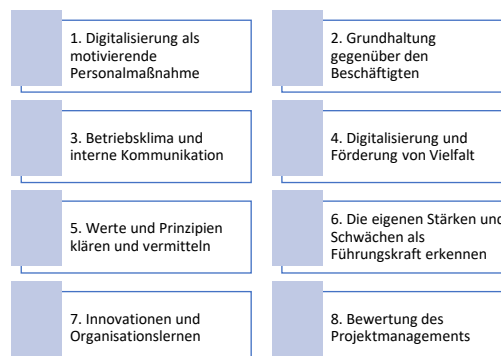 1. Digitalisierung als
motivierende
Personalmaßnahme
2. Grundhaltung
gegenüber den
Beschäftigten
3. Betriebsklima und
interne Kommunikation
4. Digitalisierung und
Förderung von Vielfalt
5. Werte und Prinzipien
klären und vermitteln
6. Die eigenen Stärken und
Schwächen als
Führungskraft erkennen
7. Innovationen und
Organisationslernen
8. Bewertung des
Projektmanagements